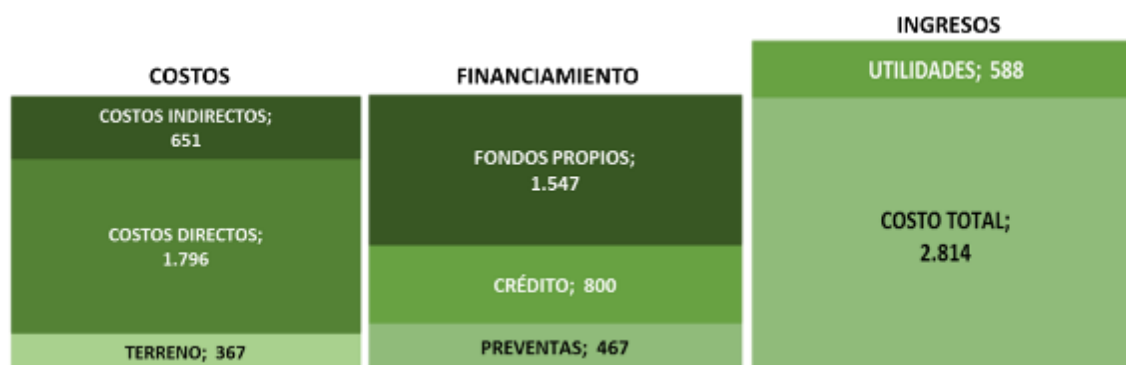 COSTOS
COSTOS INDIRECTOS;
651
COSTOS DIRECTOS;
1.796
TERRENO; 367
FINANCIAMIENTO
FONDOS PROPIOS;
1.547
CRÉDITO; 800
PREVENTAS; 467
INGRESOS
UTILIDADES; 588
COSTO TOTAL;
2.814